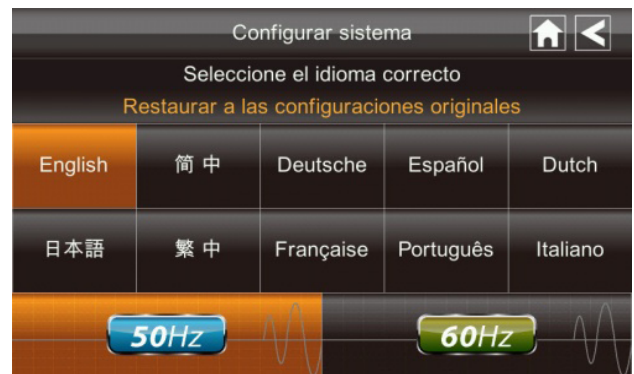 Configurar sistema
Seleccione el idioma correcto
Restaurar a las configuraciones originales
English 简中 Deutsche Español Dutch
日本語 繁中 Française Português Italiano
50Hz 60Hz